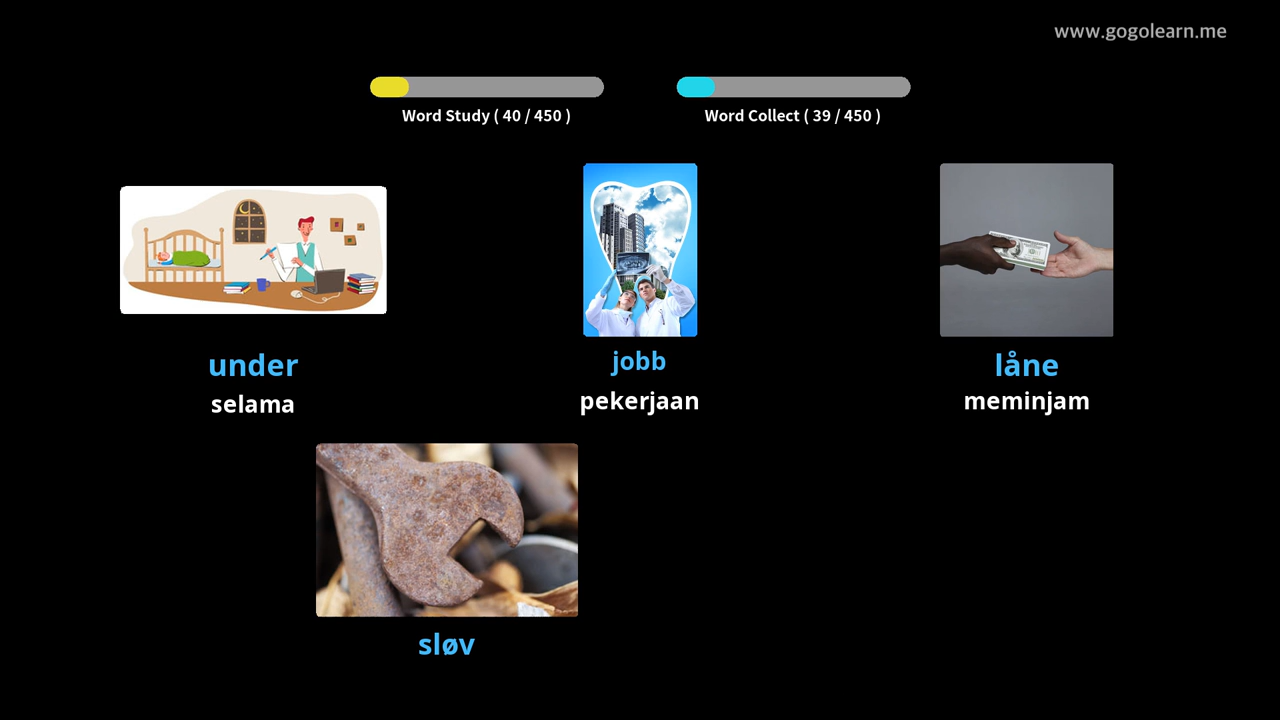 www.gogolearn.me
Word Study ( 40 / 450 )
Word Collect ( 39 / 450 )
under
selama
jobb
pekerjaan
låne
meminjam
sløv